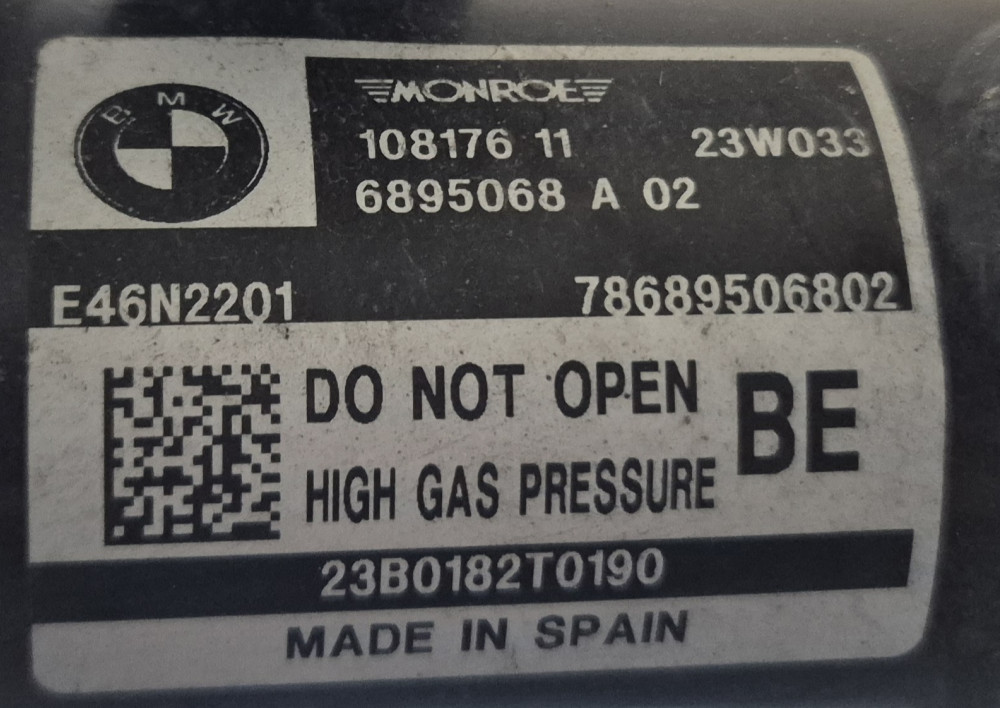 BMW
MONROE
108176 11 23W033
6895068 A 02
E46N2201 78689506802
DO NOT OPEN
BE
HIGH GAS PRESSURE
23B0182T0190
MADE IN SPAIN